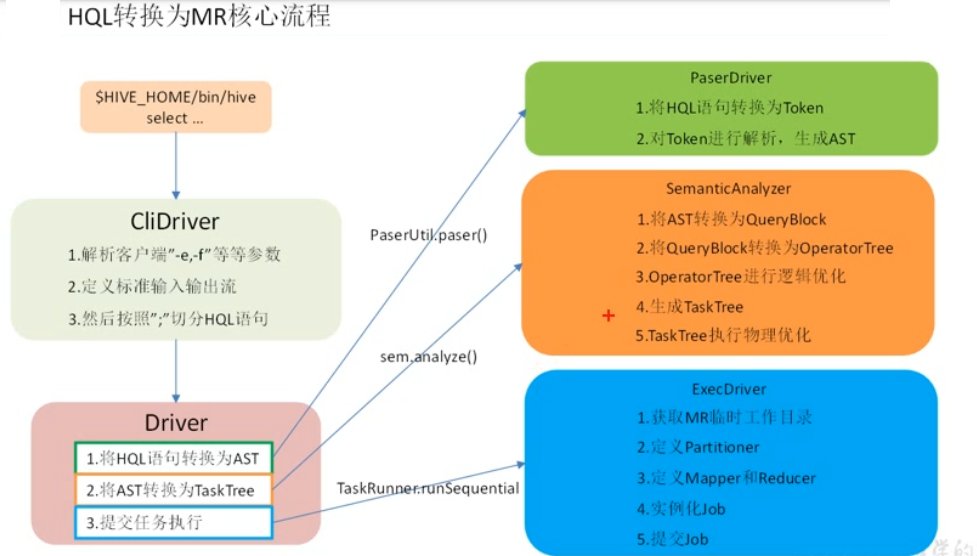 HQL转换为MR核心流程
$HIVE_HOME/bin/hive
select ...
CliDriver
1.解析客户端”-e,-f”等等参数
2.定义标准输入输出流
3.然后按照”;”切分HQL语句
Driver
1.将HQL语句转换为AST
2.将AST转换为TaskTree
3.提交任务执行
PaserUtil.paser()
sem.analyze()
TaskRunner.runSequential
PaserDriver
1.将HQL语句转换为Token
2.对Token进行解析，生成AST
SemanticAnalyzer
1.将AST转换为QueryBlock
2.将QueryBlock转换为OperatorTree
3.OperatorTree进行逻辑优化
4.生成TaskTree
5.TaskTree执行物理优化
ExecDriver
1.获取MR临时工作目录
2.定义Partitioner
3.定义Mapper和Reducer
4.实例化Job
5.提交Job